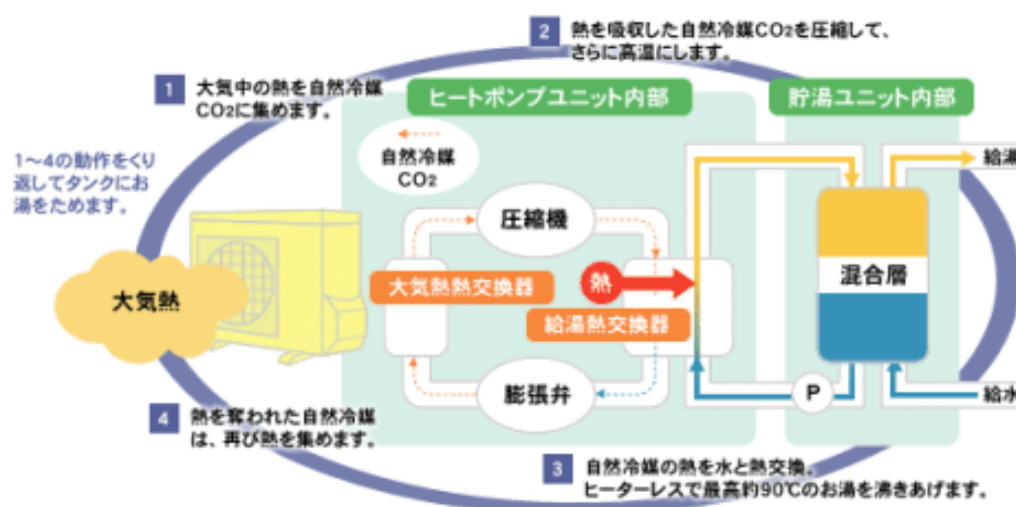 2 熱を吸収した自然冷媒CO2を圧縮して、
さらに高温にします。
1 大気中の熱を自然冷媒
CO2に集めます。
ヒートポンプユニット内部
貯湯ユニット内部
自然冷媒
CO2
1～4の動作をくり
返してタンクにお
湯をためます。
給湯
圧縮機
大気熱
大気熱熱交換器
熱
混合層
給湯熱交換器
膨張弁
P
給水
4 熱を奪われた自然冷媒
は、再び熱を集めます。
3 自然冷媒の熱を水と熱交換。
ヒーターレスで最高約90℃のお湯を沸きあげます。